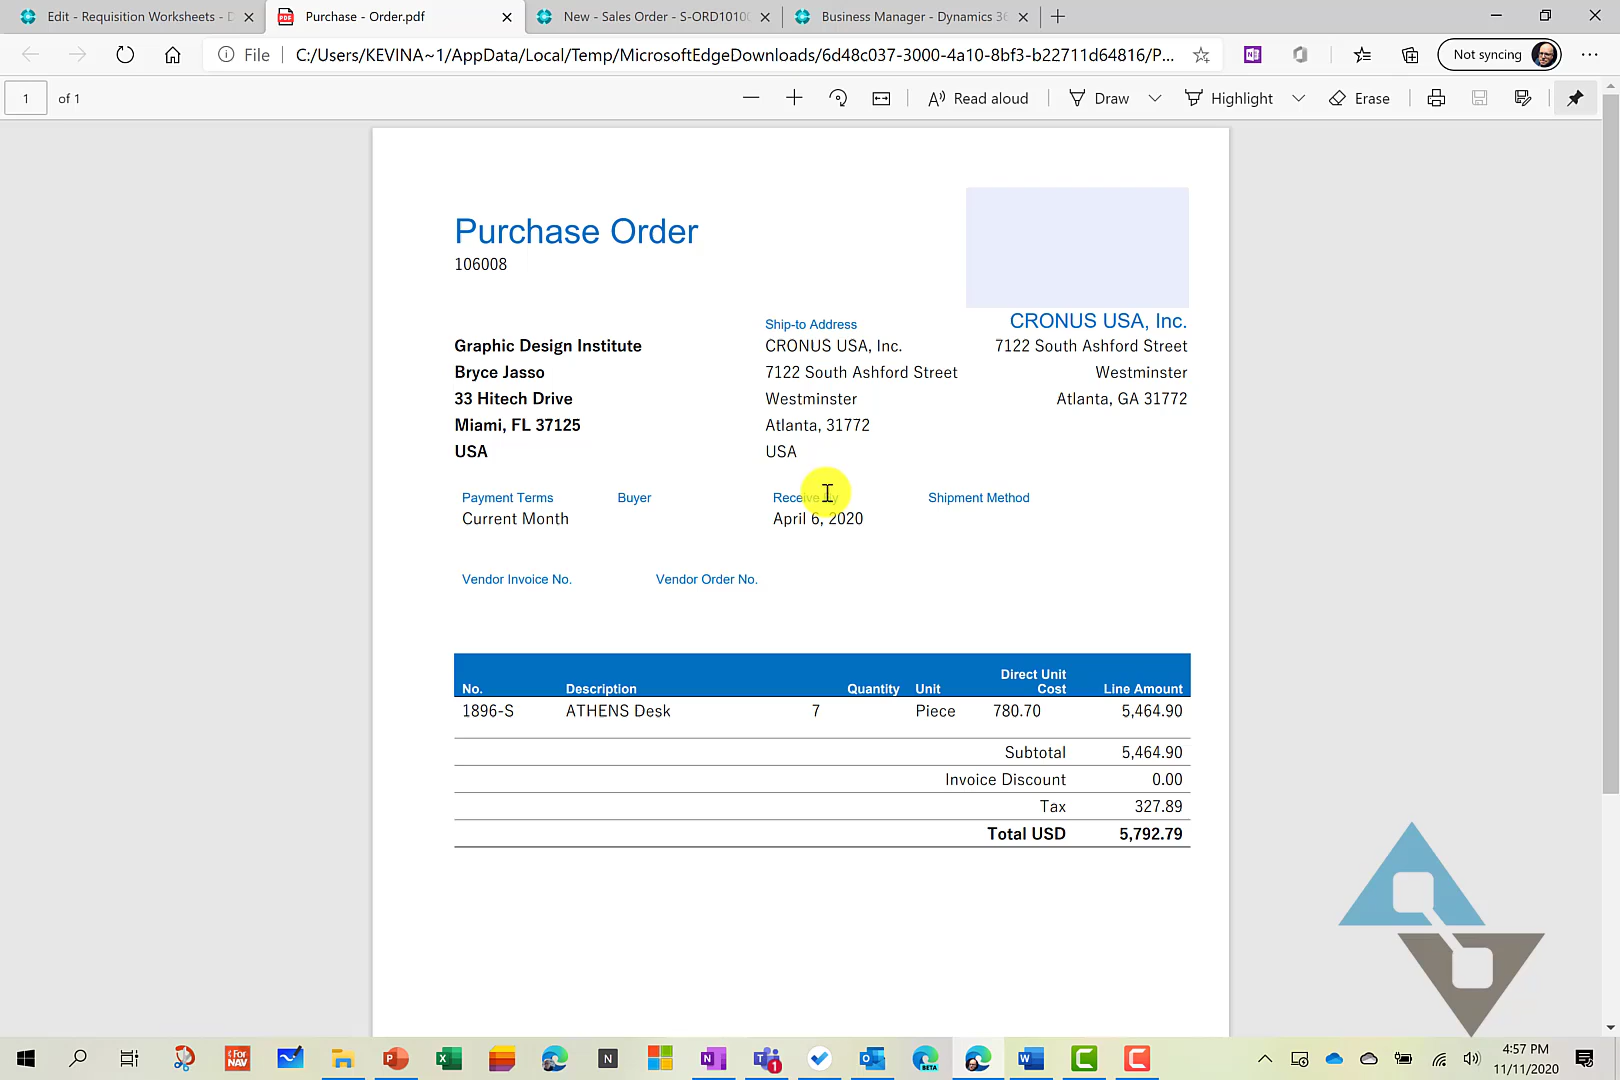 Edit - Requisition Worksheets - D
Purchase - Order.pdf
New - Sales Order - S-ORD1010
Business Manager - Dynamics 36
File
C:/Users/KEVINA~1/AppData/Local/Temp/MicrosoftEdgeDownloads/6d48c037-3000-4a10-8bf3-b22711d64816/P...
Not syncing
1 of 1
Read aloud
Draw
Highlight
Erase
Purchase Order
106008
Ship-to Address
CRONUS USA, Inc.
Graphic Design Institute
CRONUS USA, Inc.
7122 South Ashford Street
Bryce Jasso
7122 South Ashford Street
Westminster
33 Hitech Drive
Westminster
Atlanta, GA 31772
Miami, FL 37125
Atlanta, 31772
USA
USA
Payment Terms
Buyer
Receive By
Shipment Method
Current Month
April 6, 2020
Vendor Invoice No.
Vendor Order No.
No. Description Quantity Unit Direct Unit Cost Line Amount
1896-S ATHENS Desk 7 Piece 780.70 5,464.90
Subtotal 5,464.90
Invoice Discount 0.00
Tax 327.89
Total USD 5,792.79
4:57 PM
11/11/2020